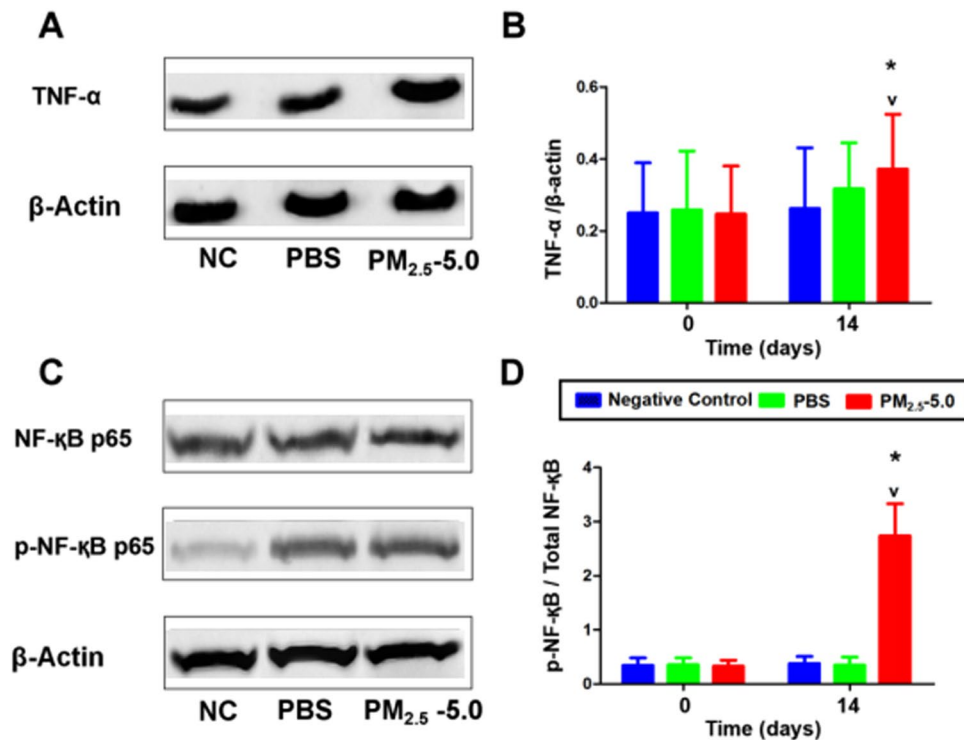 A
TNF-α
β-Actin
NC PBS PM₂.₅-5.0
B
* 
v
0.6
0.4
0.2
0.0
TNF-α /β-actin
0 14
Time (days)
C
NF-κB p65
p-NF-κB p65
β-Actin
NC PBS PM₂.₅ -5.0
D
Negative Control PBS PM₂.₅-5.0
*
v
4
3
2
1
0
p-NF-κB / Total NF-κB
0 14
Time (days)